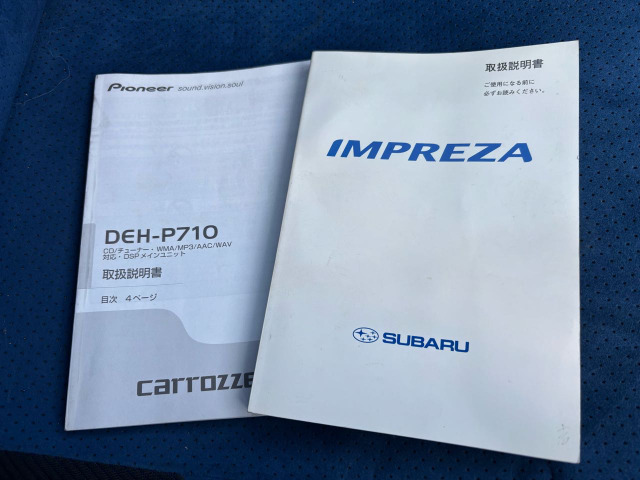 Pioneer sound.vision.soul
DEH-P710
CD/チューナー・WMA/MP3/AAC/WAV
対応・DSPメインユニット
取扱説明書
目次 4ページ
carrozze
取扱説明書
ご使用になる前に
必ずお読みください。
IMPREZA
SUBARU